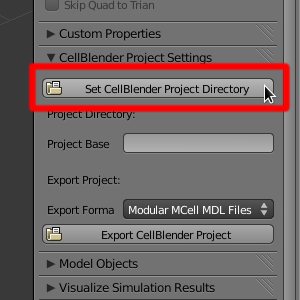 Skip Quad to Trian
Custom Properties
CellBlender Project Settings
Set CellBlender Project Directory
Project Directory:
Project Base
Export Project:
Export Forma
Modular MCell MDL Files
Export CellBlender Project
Model Objects
Visualize Simulation Results